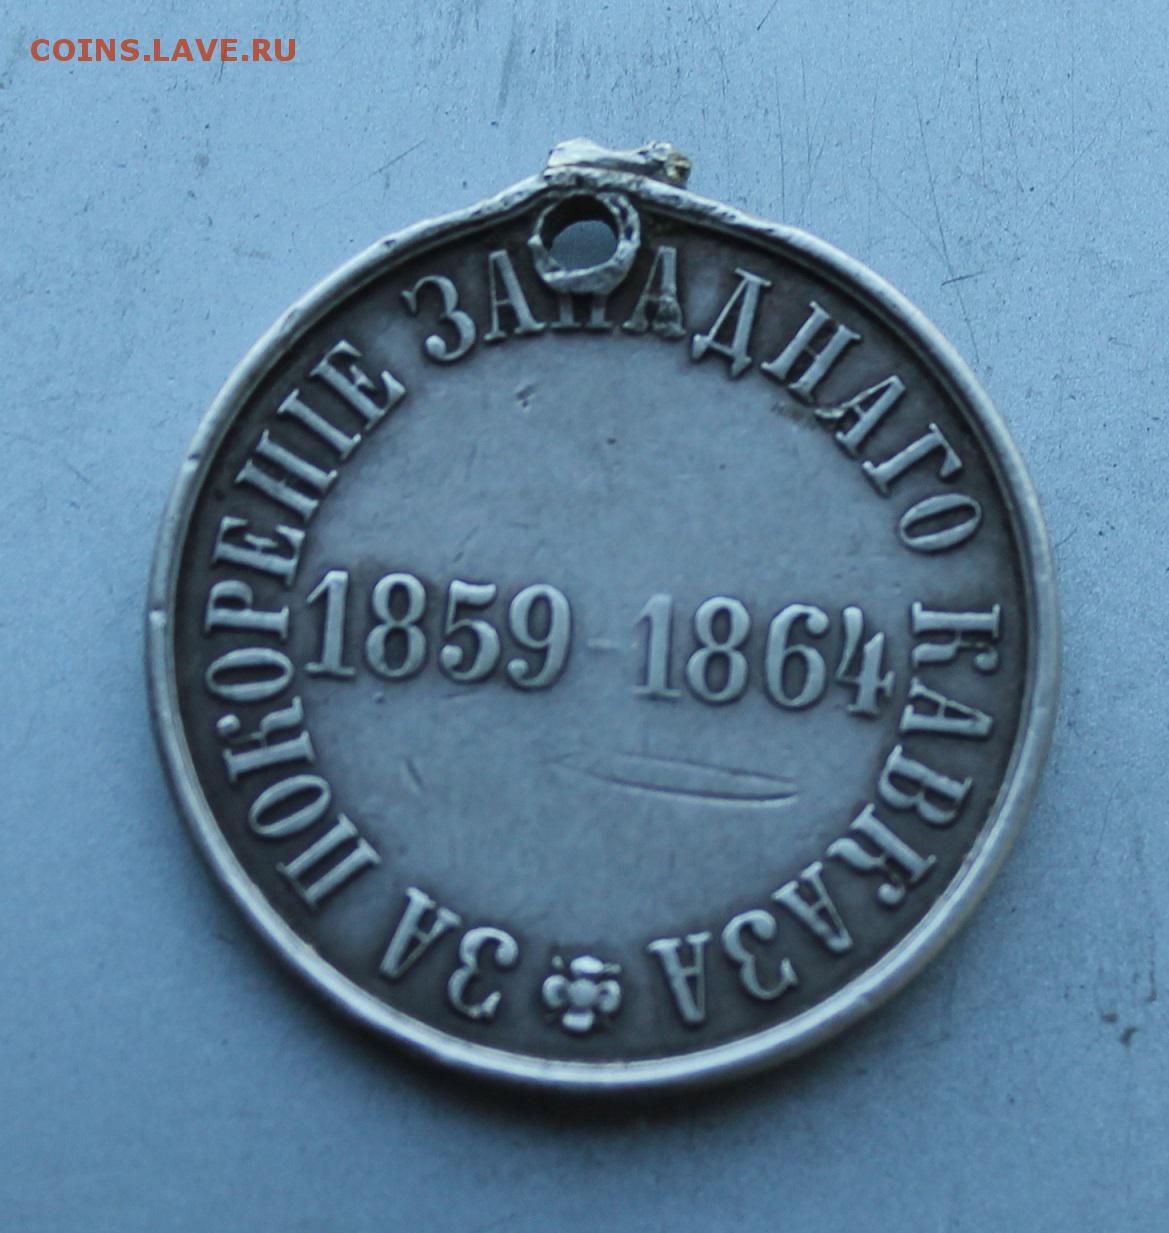 COINS.LAVE.RU
ЗА ПОКОРЕНІЕ ЗАПАДНАГО КАВКАЗА
1859-1864